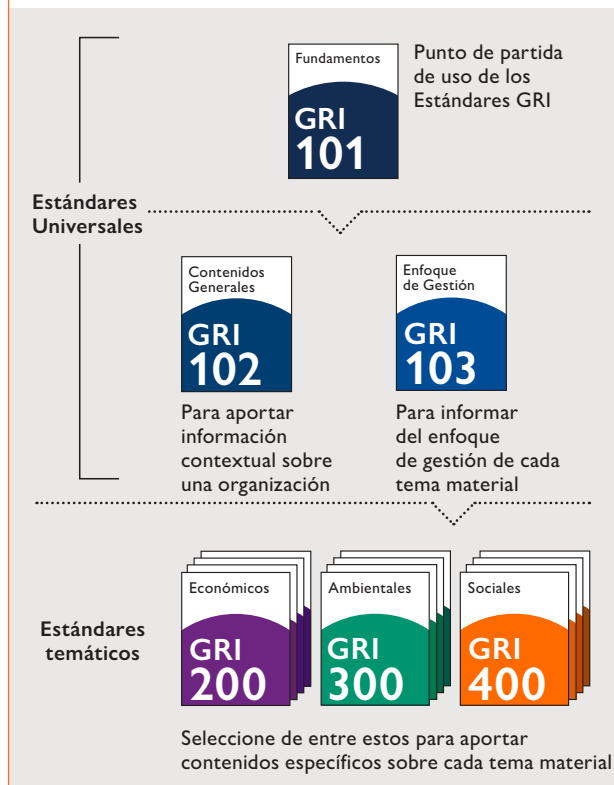 Fundamentos
GRI
101
Punto de partida
de uso de los
Estándares GRI
Estándares
Universales
Contenidos
Generales
GRI
102
Enfoque
de Gestión
GRI
103
Para aportar
información
contextual sobre
una organización
Para informar
del enfoque
de gestión de cada
tema material
Estándares
temáticos
Económicos
GRI
200
Ambientales
GRI
300
Sociales
GRI
400
Seleccione de entre estos para aportar
contenidos específicos sobre cada tema material